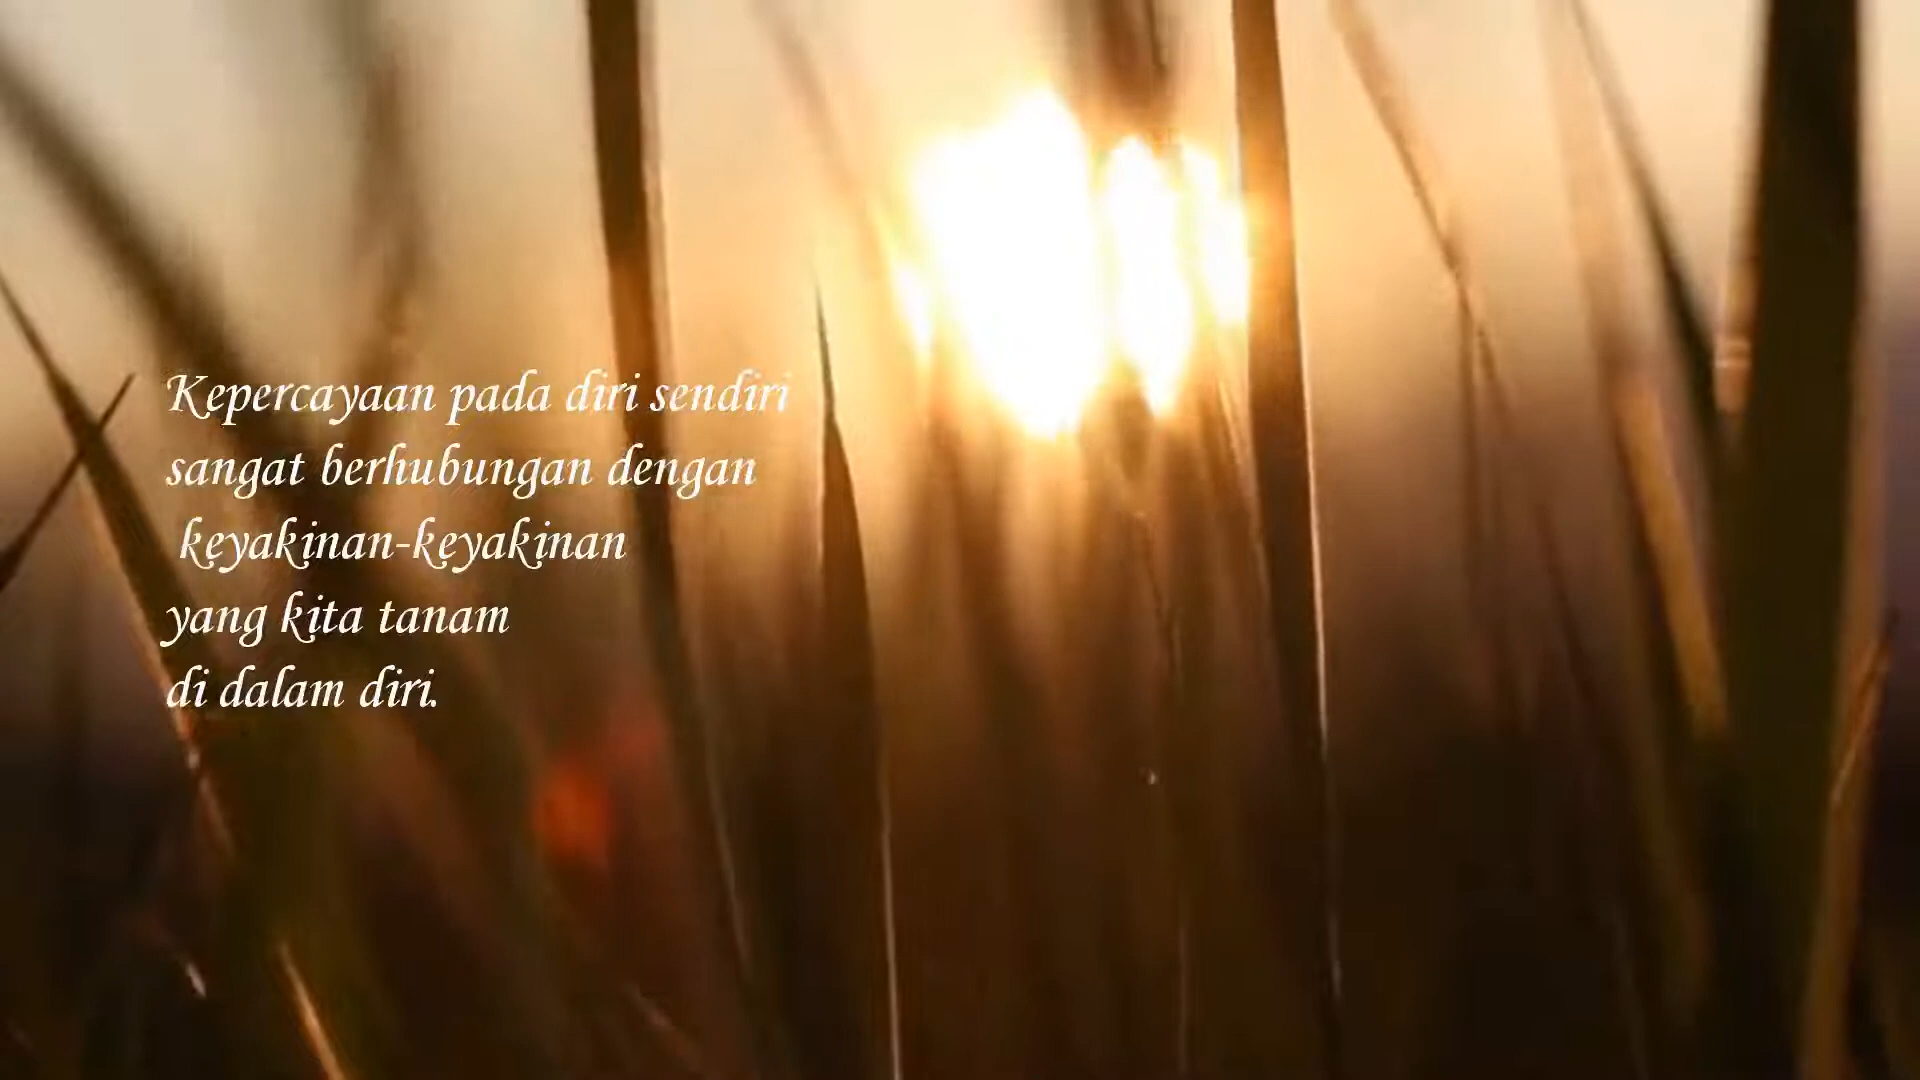 Kepercayaan pada diri sendiri
sangat berhubungan dengan
keyakinan-keyakinan
yang kita tanam
di dalam diri.